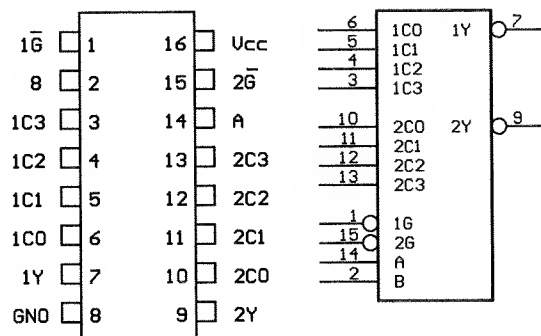 1G̅ 1 16 Vcc
8 2 15 2G̅
1C3 3 14 A
1C2 4 13 2C3
1C1 5 12 2C2
1C0 6 11 2C1
1Y 7 10 2C0
GND 8 9 2Y
6 1C0 1Y 7
5 1C1
4 1C2
3 1C3
10 2C0 2Y 9
11 2C1
12 2C2
13 2C3
1 1G
15 2G
14 A
2 B